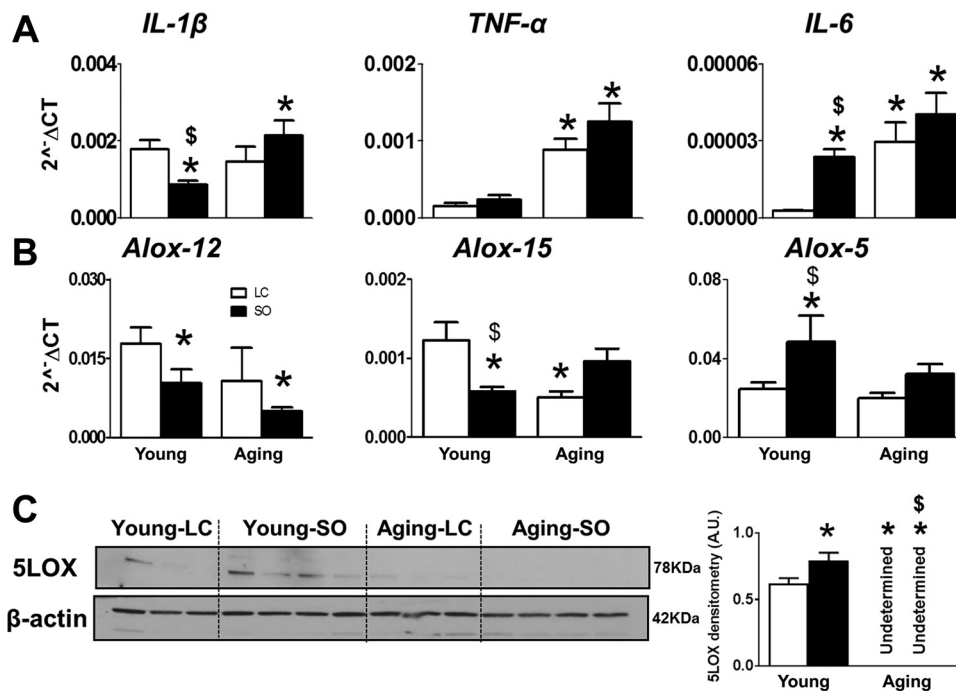 A
IL-1β
TNF-α
IL-6
2^-ΔCT
0.004
0.002
0.000
$
*
*
0.002
0.001
0.000
*
*
0.00006
0.00003
0.00000
$
*
*
*
B
Alox-12
Alox-15
Alox-5
2^-ΔCT
0.030
0.015
0.000
LC
SO
*
*
Young
Aging
0.002
0.001
0.000
$
*
*
Young
Aging
0.08
0.04
0.00
$
*
Young
Aging
C
Young-LC
Young-SO
Aging-LC
Aging-SO
5LOX
78KDa
β-actin
42KDa
5LOX densitometry (A.U.)
1.0
0.5
0.0
*
*
$
*
Undetermined
Undetermined
Young
Aging